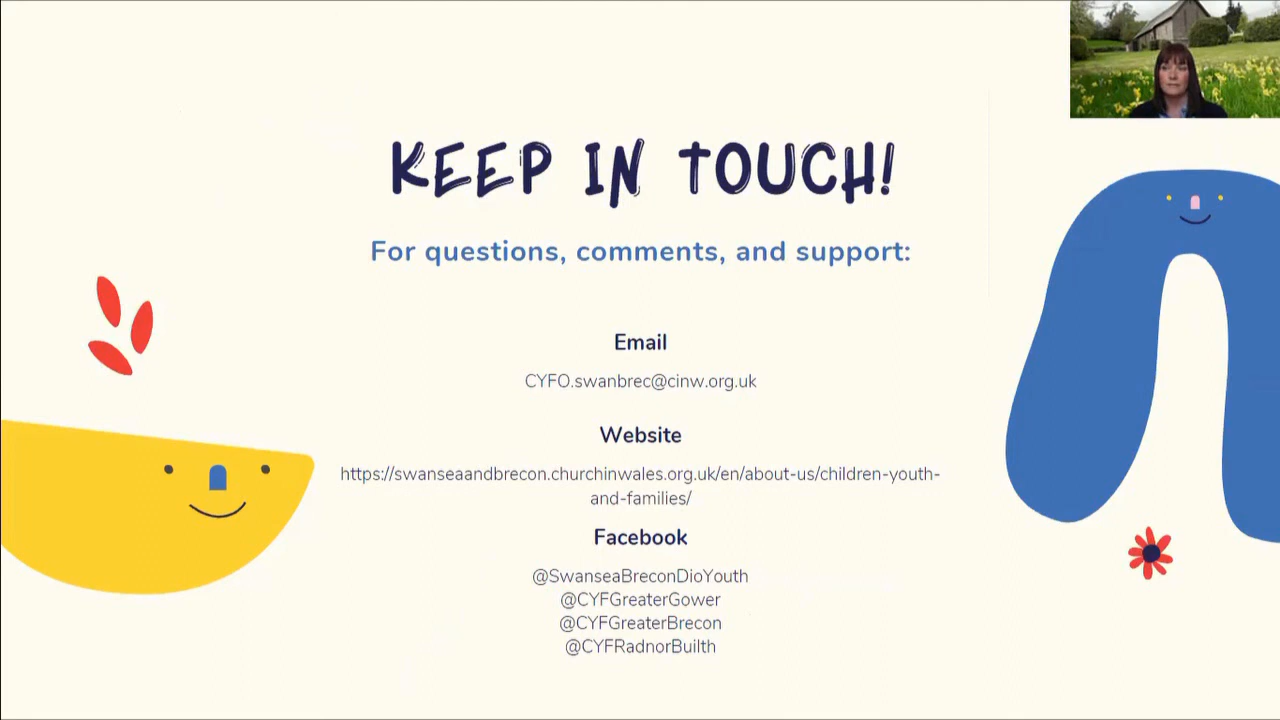 KEEP IN TOUCH!
For questions, comments, and support:
Email
CYFO.swanbrec@cinw.org.uk
Website
https://swanseaandbrecon.churchinwales.org.uk/en/about-us/children-youth-
and-families/
Facebook
@SwanseaBreconDioYouth
@CYFGreaterGower
@CYFGreaterBrecon
@CYFRadnorBuilth